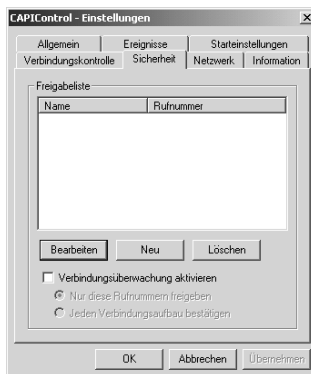 CAPIControl - Einstellungen
Allgemein Ereignisse Starteinstellungen
Verbindungskontrolle Sicherheit Netzwerk Information
Freigabeliste
Name Rufnummer
Bearbeiten Neu Löschen
Verbindungsüberwachung aktivieren
Nur diese Rufnummern freigeben
Jeden Verbindungsaufbau bestätigen
OK Abbrechen Übernehmen